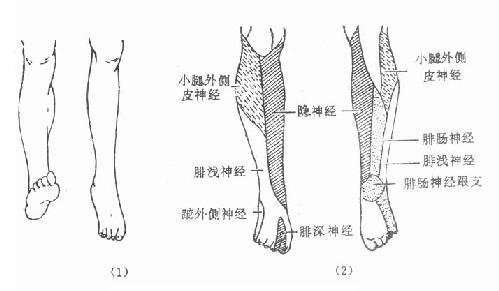 小腿外侧
皮神经
隐神经
腓浅神经
跛外侧神经
腓深神经
小腿外侧
皮神经
腓肠神经
腓浅神经
腓肠神经跟支
(1)
(2)